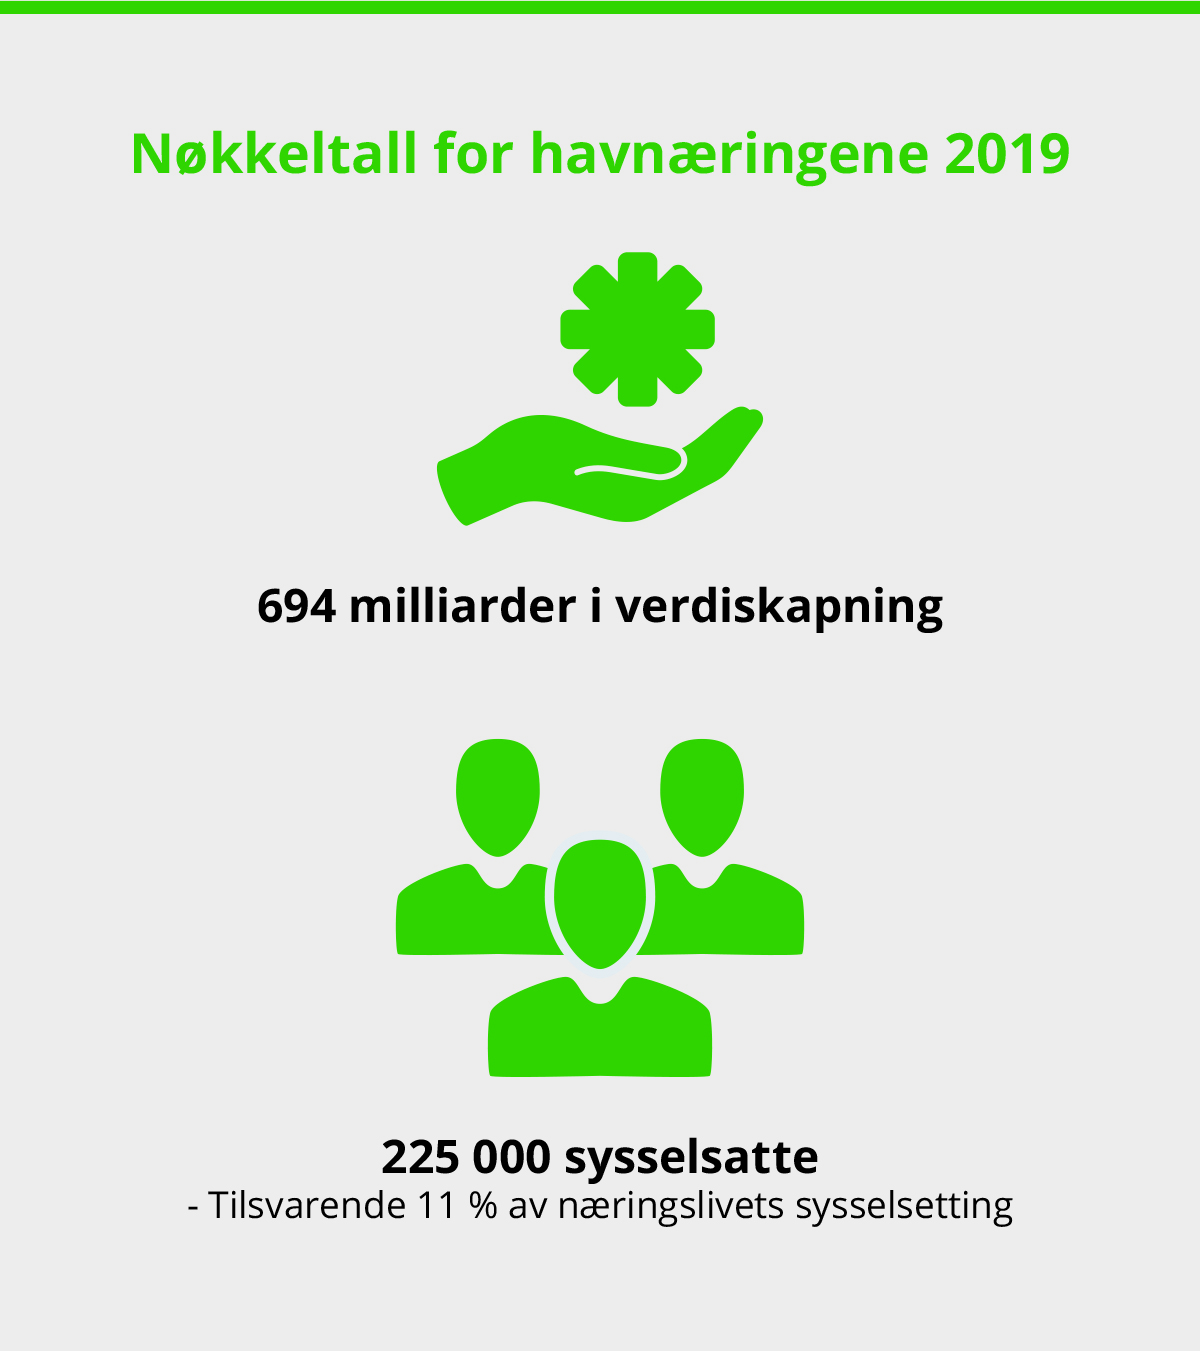 Nøkkeltall for havnæringene 2019
694 milliarder i verdiskapning
225 000 sysselsatte
- Tilsvarende 11 % av næringslivets sysselsetting